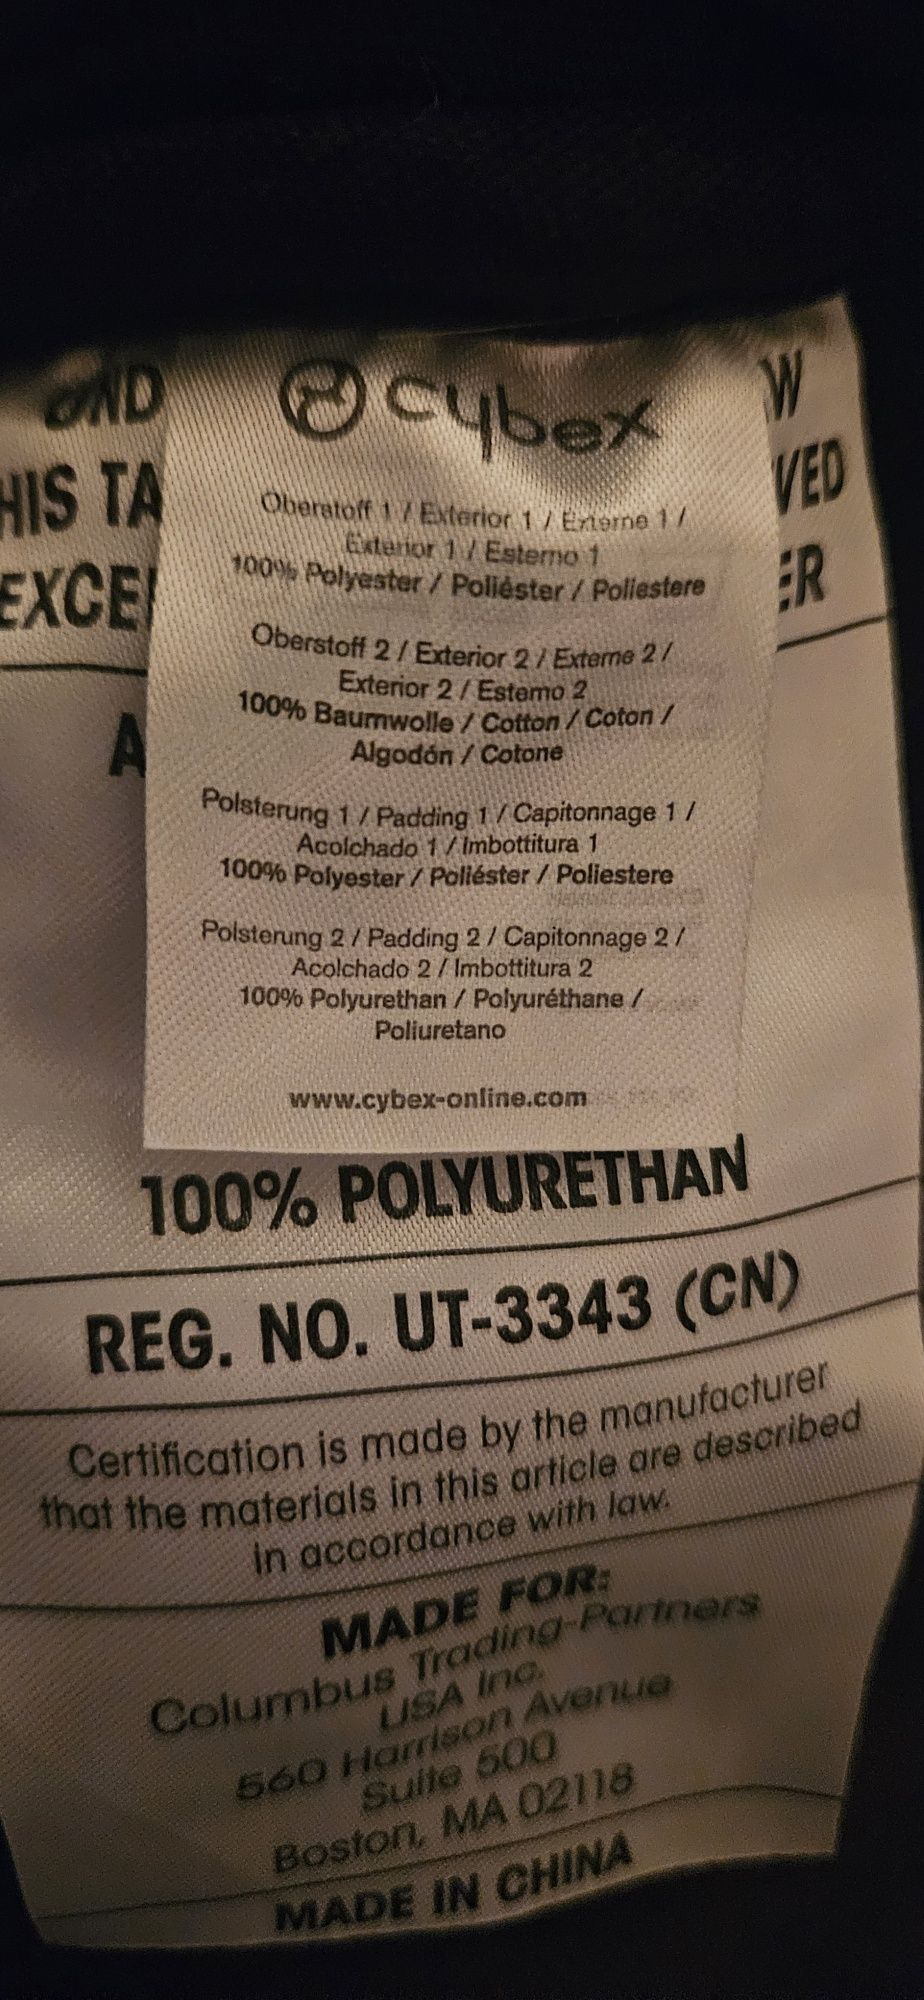 cybex
Oberstoff 1 / Exterior 1 / Externe 1 /
Exterior 1 / Esterno 1
100% Polyester / Poliéster / Poliestere
Oberstoff 2 / Exterior 2 / Externe 2 /
Exterior 2 / Esterno 2
100% Baumwolle / Cotton / Coton /
Algodón / Cotone
Polsterung 1 / Padding 1 / Capitonnage 1 /
Acolchado 1 / Imbottitura 1
100% Polyester / Poliéster / Poliestere
Polsterung 2 / Padding 2 / Capitonnage 2 /
Acolchado 2 / Imbottitura 2
100% Polyurethan / Polyuréthane /
Poliuretano
www.cybex-online.com
100% POLYURETHAN
REG. NO. UT-3343 (CN)
Certification is made by the manufacturer
that the materials in this article are described
in accordance with law.
MADE FOR:
Columbus Trading-Partners
USA Inc.
560 Harrison Avenue
Suite 500
Boston, MA 02118
MADE IN CHINA